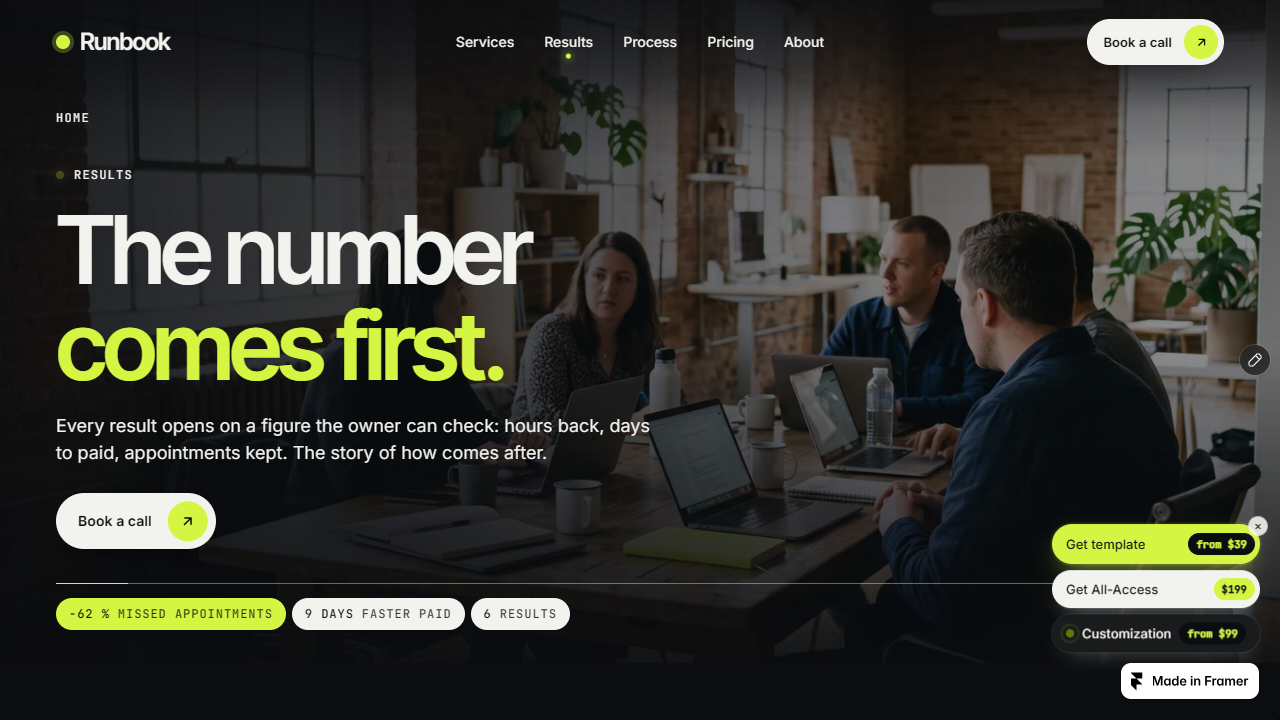 Runbook
Services
Results
Process
Pricing
About
Book a call
HOME
RESULTS
The number
comes first.
Every result opens on a figure the owner can check: hours back, days
to paid, appointments kept. The story of how comes after.
Book a call
-62 % MISSED APPOINTMENTS
9 DAYS FASTER PAID
6 RESULTS
Get template from $39
Get All-Access $199
Customization from $99
Made in Framer